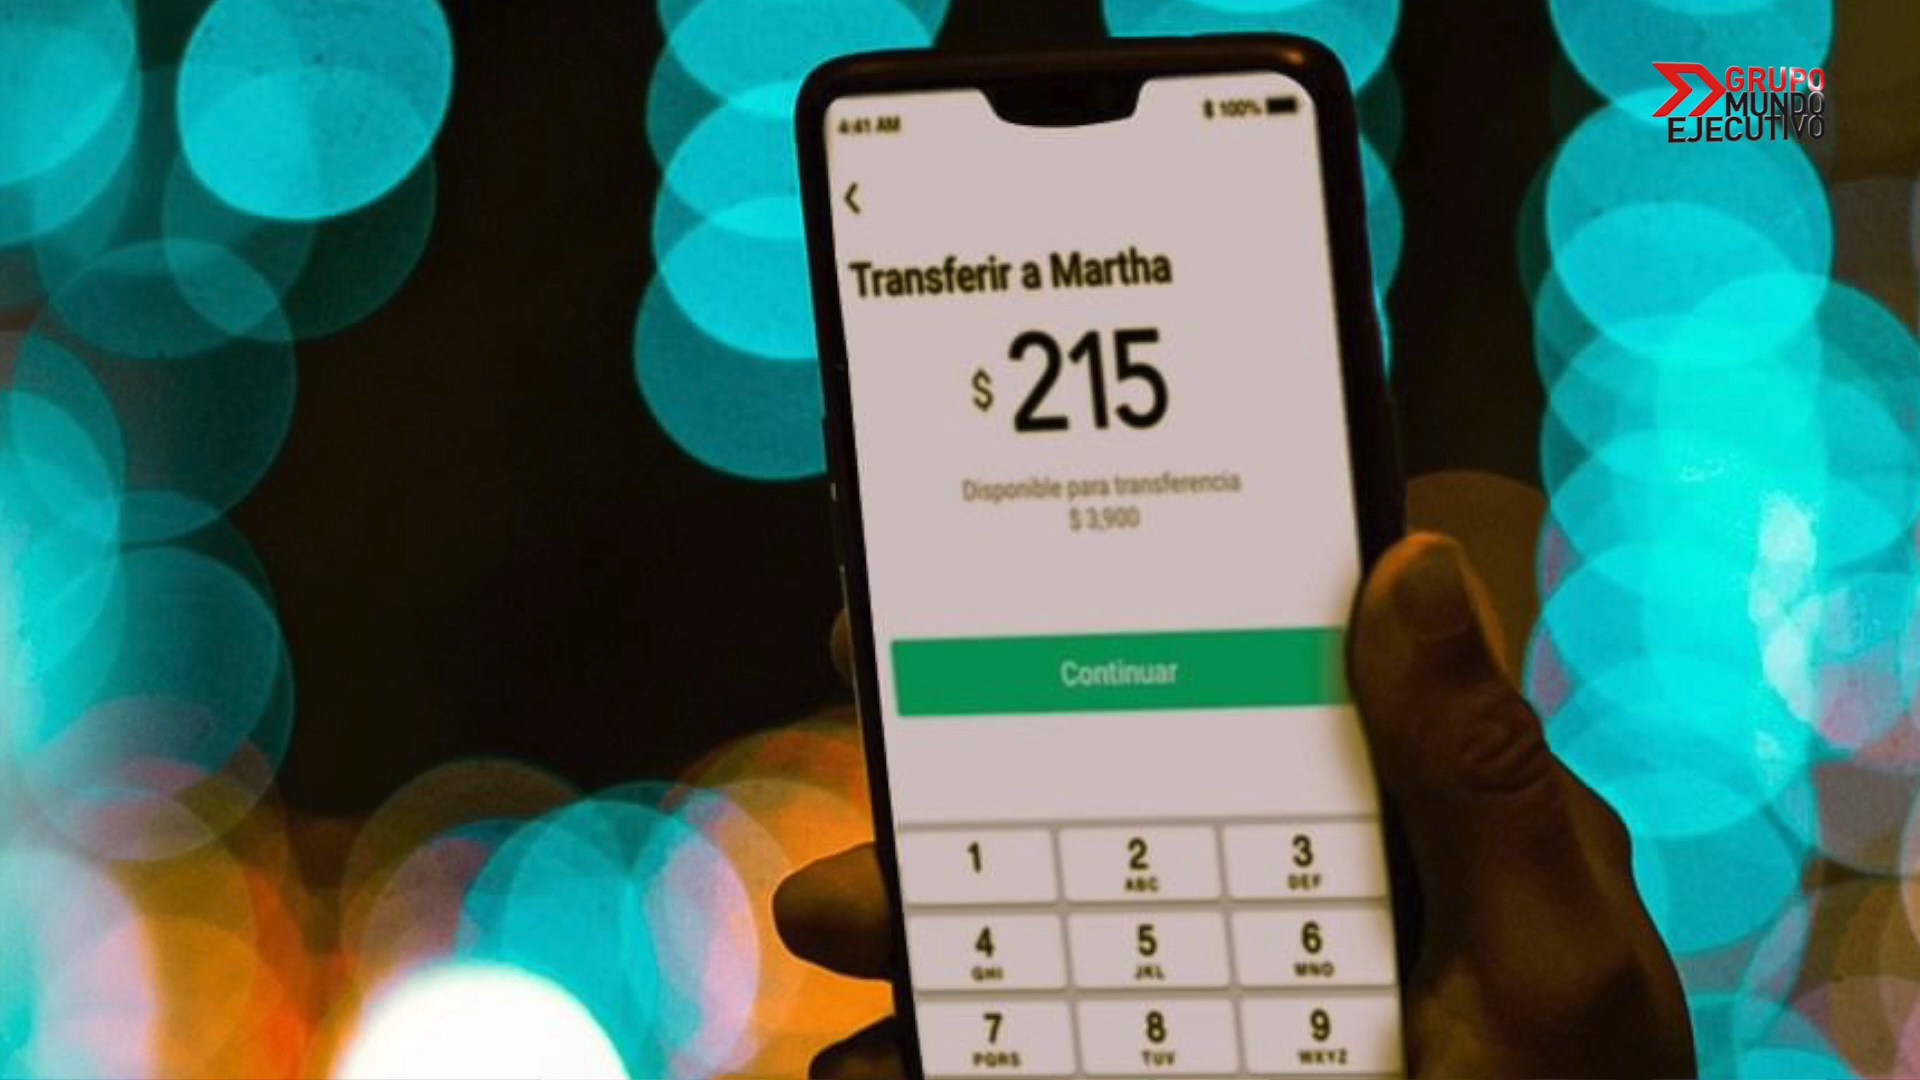 GRUPO
MUNDO
EJECUTIVO
4:41 AM
100%
Transferir a Martha
$ 215
Disponible para transferencia
$ 3,900
Continuar
1
2
3
ABC
DEF
4
5
6
GHI
JKL
MNO
7
8
9
PQRS
TUV
WXYZ